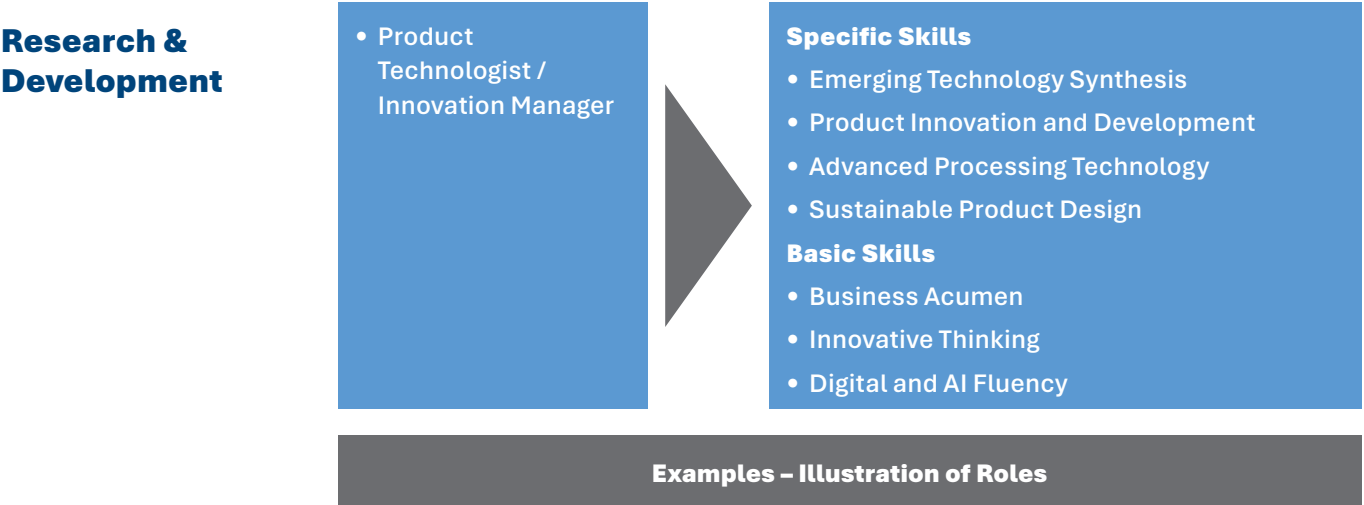 Research &
Development
• Product
Technologist /
Innovation Manager
Specific Skills
• Emerging Technology Synthesis
• Product Innovation and Development
• Advanced Processing Technology
• Sustainable Product Design
Basic Skills
• Business Acumen
• Innovative Thinking
• Digital and AI Fluency
Examples – Illustration of Roles